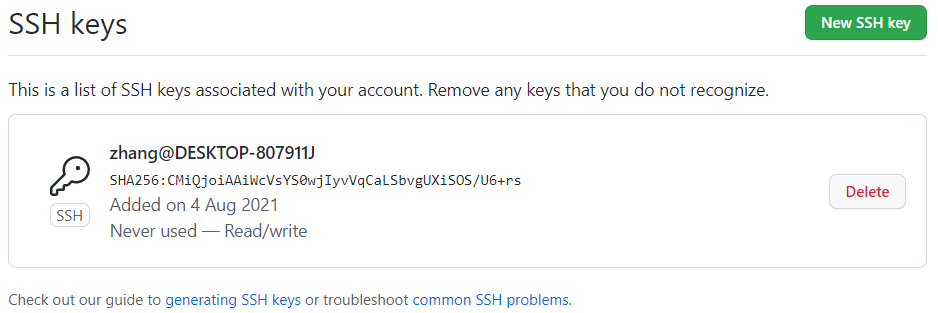 SSH keys
New SSH key
This is a list of SSH keys associated with your account. Remove any keys that you do not recognize.
zhang@DESKTOP-807911J
SHA256:CMiQjoiAAiWcVsYS0wjIyvVqCaLSbvgUXiSOS/U6+rs
Added on 4 Aug 2021
Never used — Read/write
SSH
Delete
Check out our guide to generating SSH keys or troubleshoot common SSH problems.